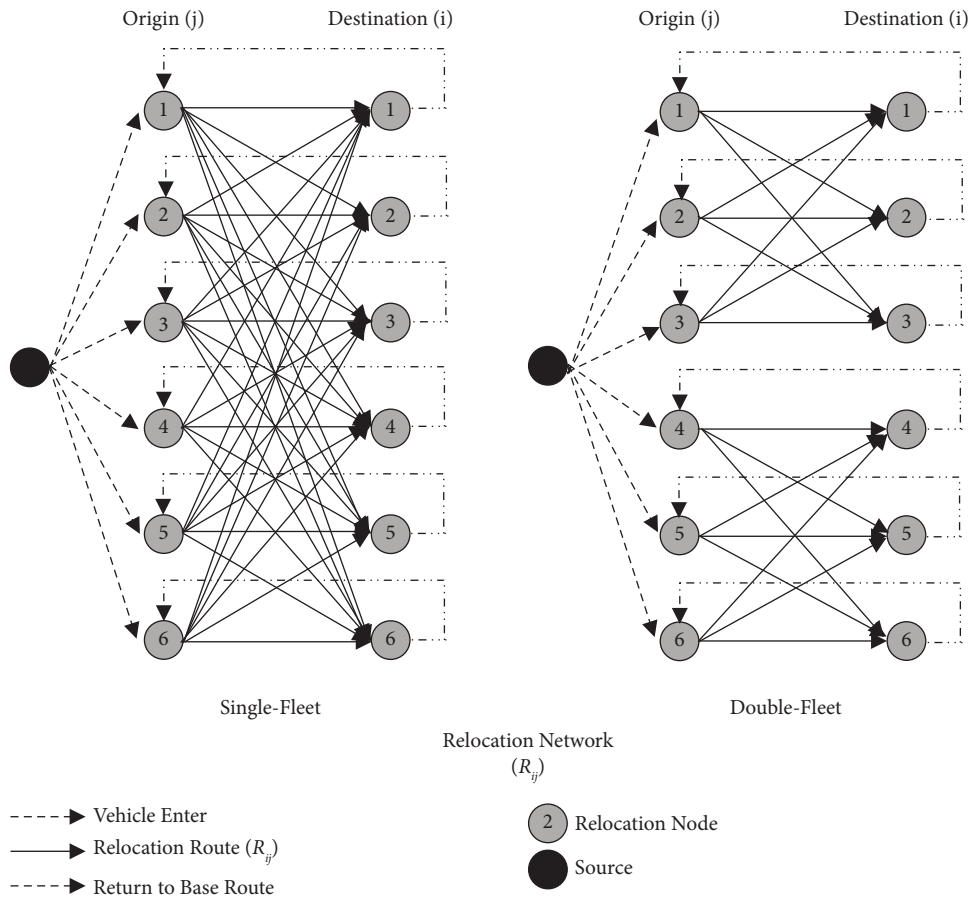 Origin (j) Destination (i) Origin (j) Destination (i)
1 1 1 1
2 2 2 2
3 3 3 3
4 4 4 4
5 5 5 5
6 6 6 6
Single-Fleet Double-Fleet
Relocation Network
(R_ij)
Vehicle Enter
Relocation Route (R_ij)
Return to Base Route
2 Relocation Node
Source